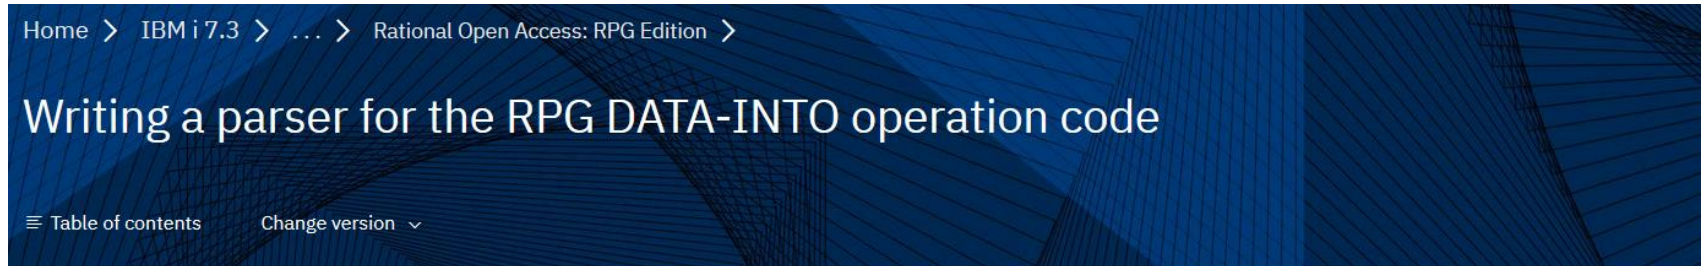 Home > IBM i 7.3 > ... > Rational Open Access: RPG Edition >
Writing a parser for the RPG DATA-INTO operation code
Table of contents Change version